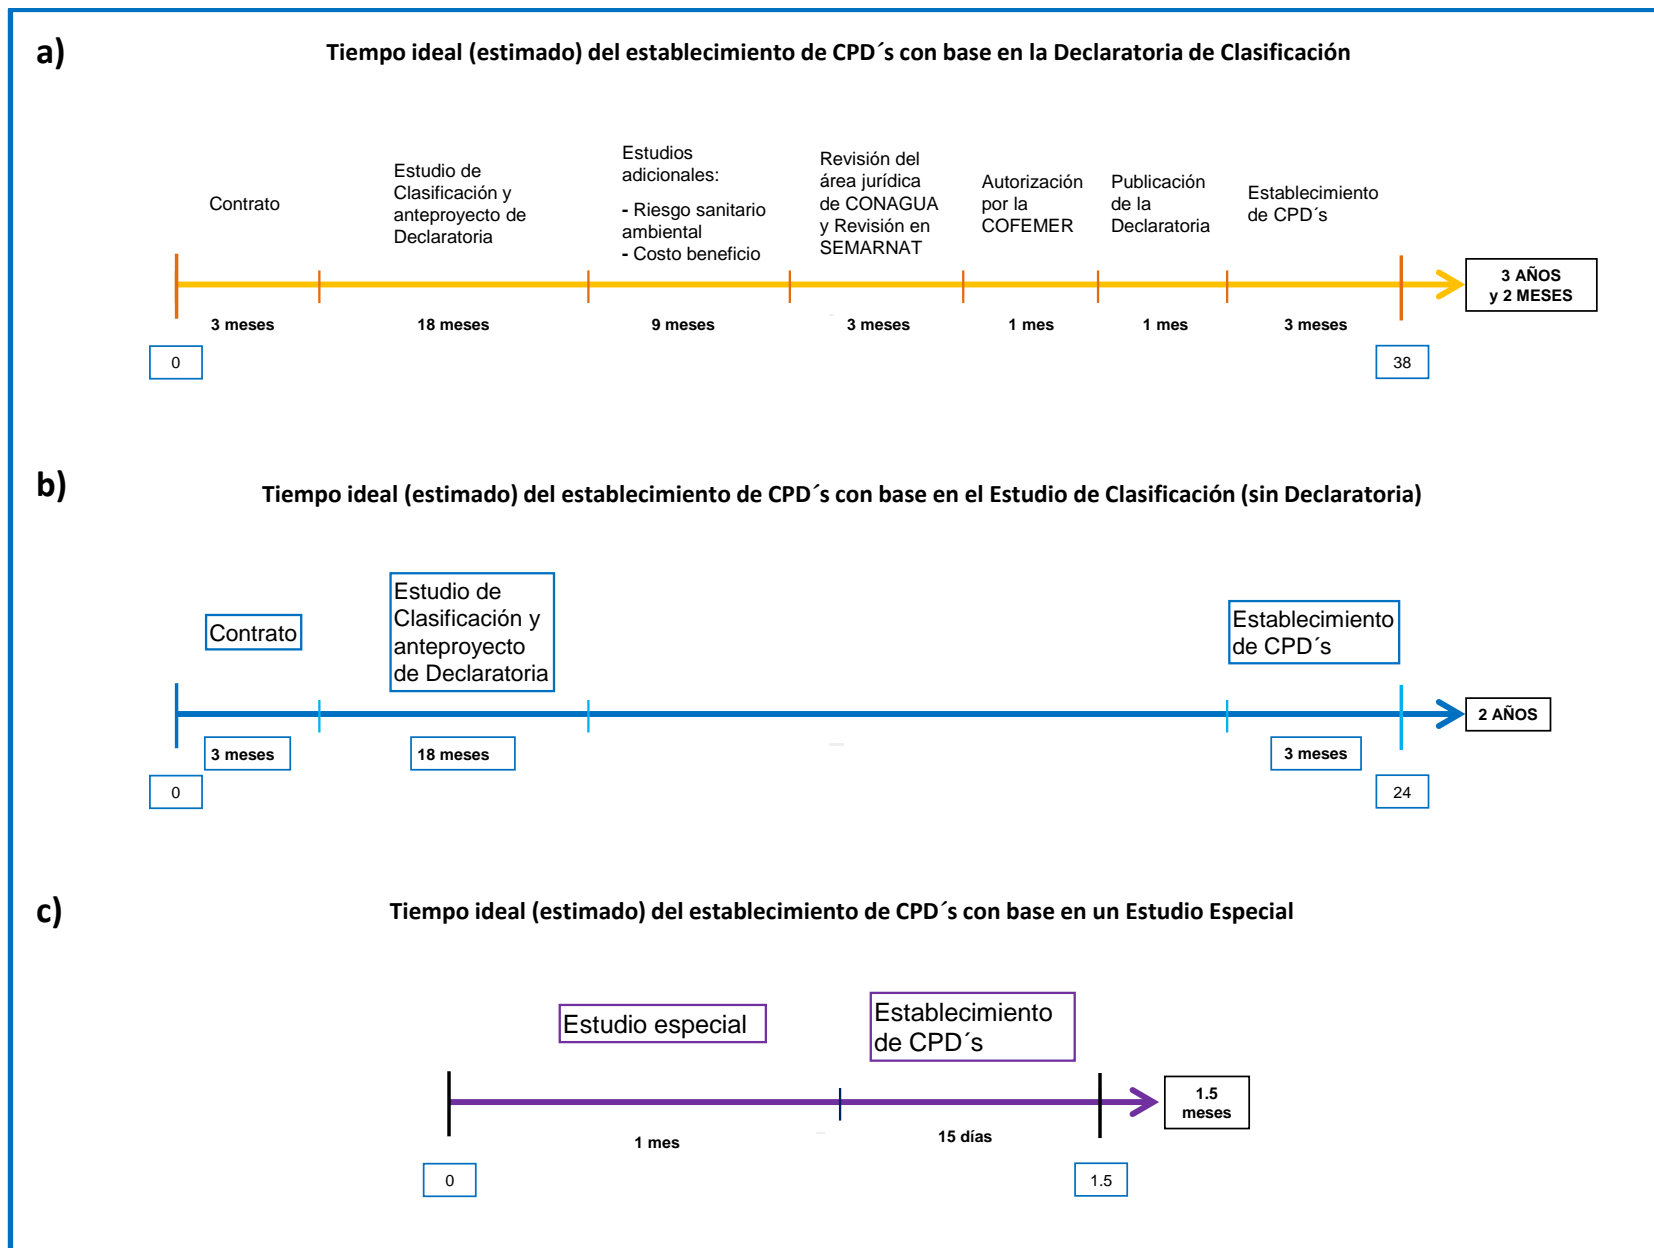 a)
Tiempo ideal (estimado) del establecimiento de CPD´s con base en la Declaratoria de Clasificación
Contrato
Estudio de
Clasificación y
anteproyecto de
Declaratoria
Estudios
adicionales:
- Riesgo sanitario
ambiental
- Costo beneficio
Revisión del
área jurídica
de CONAGUA
y Revisión en
SEMARNAT
Autorización
por la
COFEMER
Publicación
de la
Declaratoria
Establecimiento
de CPD´s
3 AÑOS
y 2 MESES
3 meses
18 meses
9 meses
3 meses
1 mes
1 mes
3 meses
0
38
b)
Tiempo ideal (estimado) del establecimiento de CPD´s con base en el Estudio de Clasificación (sin Declaratoria)
Contrato
Estudio de
Clasificación y
anteproyecto
de Declaratoria
Establecimiento
de CPD´s
2 AÑOS
3 meses
18 meses
3 meses
0
24
c)
Tiempo ideal (estimado) del establecimiento de CPD´s con base en un Estudio Especial
Estudio especial
Establecimiento
de CPD´s
1.5
meses
1 mes
15 días
0
1.5